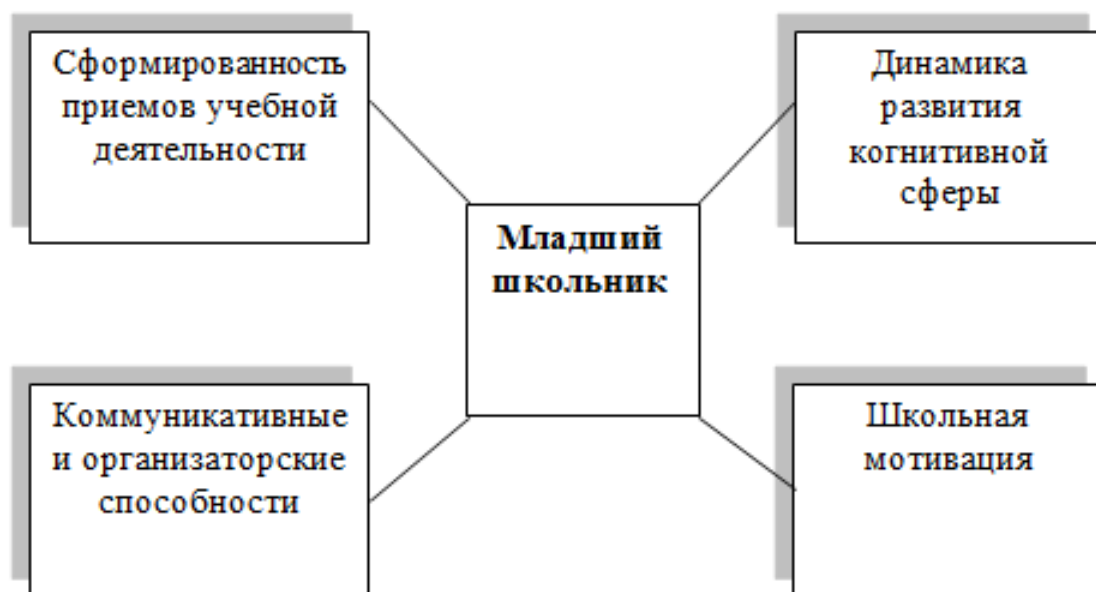 Сформированность
приемов учебной
деятельности
Динамика
развития
когнитивной
сферы
Младший
школьник
Коммуникативные
и организаторские
способности
Школьная
мотивация